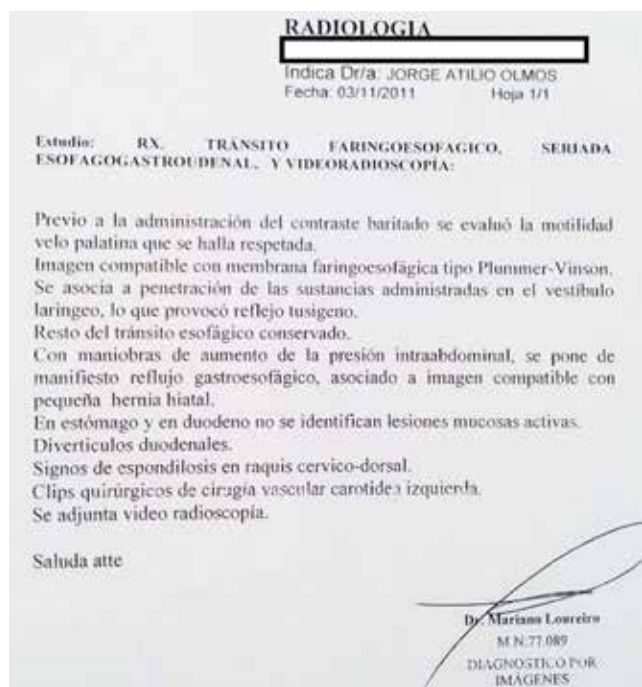 RADIOLOGIA
Indica Dr/a: JORGE ATILIO OLMOS
Fecha: 03/11/2011 Hoja 1/1
Estudio: RX. TRÁNSITO FARINGOESOFAGICO, SERIADA
ESOFAGOGASTROUDENAL, Y VIDEORADIOSCOPÍA:
Previo a la administración del contraste baritado se evaluó la motilidad
velo palatina que se halla respetada.
Imagen compatible con membrana faringoesofágica tipo Plummer-Vinson.
Se asocia a penetración de las sustancias administradas en el vestíbulo
laringeo, lo que provocó reflejo tusigeno.
Resto del tránsito esofágico conservado.
Con maniobras de aumento de la presión intraabdominal, se pone de
manifiesto reflujo gastroesofágico, asociado a imagen compatible con
pequeña hernia hiatal.
En estómago y en duodeno no se identifican lesiones mucosas activas.
Diverticulos duodenales.
Signos de espondilosis en raquis cervico-dorsal.
Clips quirúrgicos de cirugía vascular carotidea izquierda.
Se adjunta video radioscopía.
Saluda atte
Dr. Mariano Loureiro
M.N:77.089
DIAGNOSTICO POR
IMÁGENES